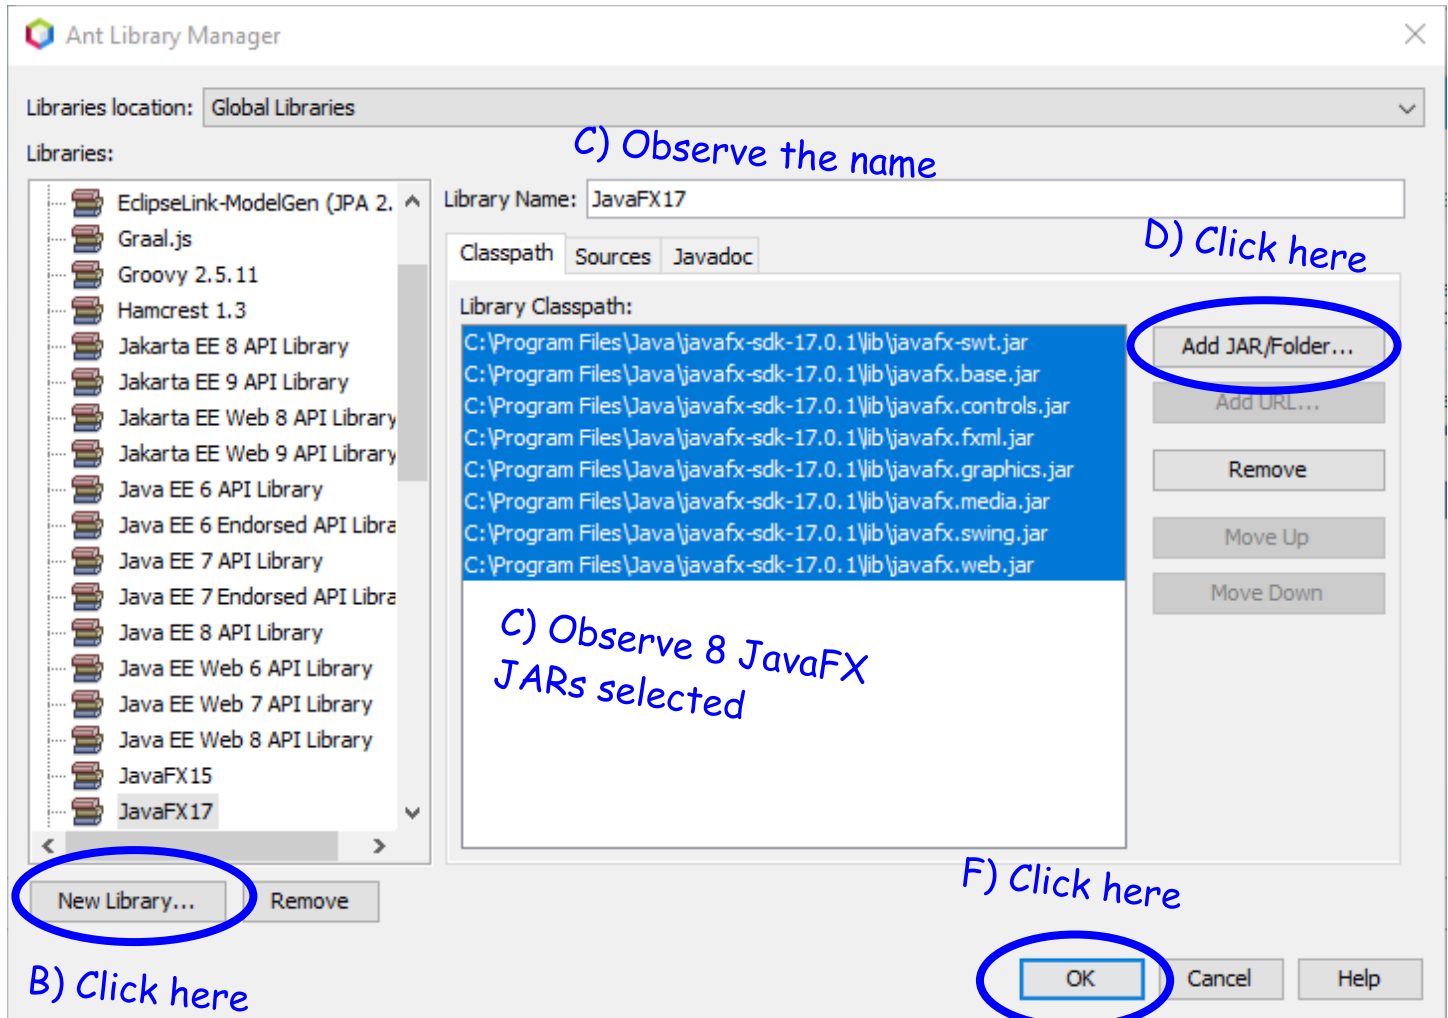 Ant Library Manager
Libraries location: Global Libraries
C) Observe the name
Libraries:
EclipseLink-ModelGen (JPA 2.
Graal.js
Groovy 2.5.11
Hamcrest 1.3
Jakarta EE 8 API Library
Jakarta EE 9 API Library
Jakarta EE Web 8 API Library
Jakarta EE Web 9 API Library
Java EE 6 API Library
Java EE 6 Endorsed API Libra
Java EE 7 API Library
Java EE 7 Endorsed API Libra
Java EE 8 API Library
Java EE Web 6 API Library
Java EE Web 7 API Library
Java EE Web 8 API Library
JavaFX15
JavaFX17
New Library... Remove
B) Click here
Library Name: JavaFX17
Classpath Sources Javadoc
D) Click here
Library Classpath:
C:\Program Files\Java\javafx-sdk-17.0.1\lib\javafx-swt.jar
C:\Program Files\Java\javafx-sdk-17.0.1\lib\javafx.base.jar
C:\Program Files\Java\javafx-sdk-17.0.1\lib\javafx.controls.jar
C:\Program Files\Java\javafx-sdk-17.0.1\lib\javafx.fxml.jar
C:\Program Files\Java\javafx-sdk-17.0.1\lib\javafx.graphics.jar
C:\Program Files\Java\javafx-sdk-17.0.1\lib\javafx.media.jar
C:\Program Files\Java\javafx-sdk-17.0.1\lib\javafx.swing.jar
C:\Program Files\Java\javafx-sdk-17.0.1\lib\javafx.web.jar
C) Observe 8 JavaFX
JARs selected
Add JAR/Folder...
Add URL...
Remove
Move Up
Move Down
F) Click here
OK Cancel Help